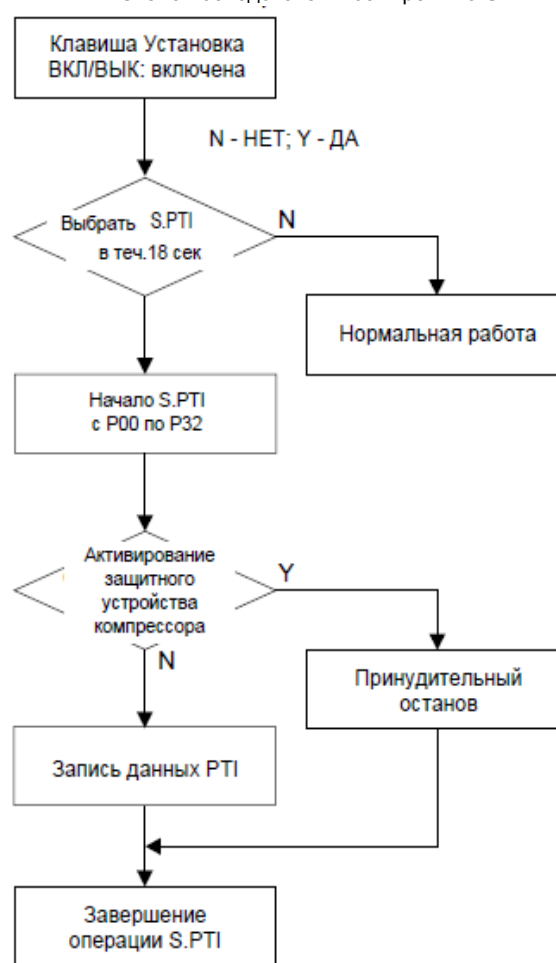 Клавиша Установка
ВКЛ/ВЫК: включена
N - НЕТ; Y - ДА
Выбрать S.PTI
в теч.18 сек
N
Нормальная работа
Начало S.PTI
с P00 по P32
Активирование
защитного
устройства
компрессора
Y
N
Принудительный
останов
Запись данных PTI
Завершение
операции S.PTI